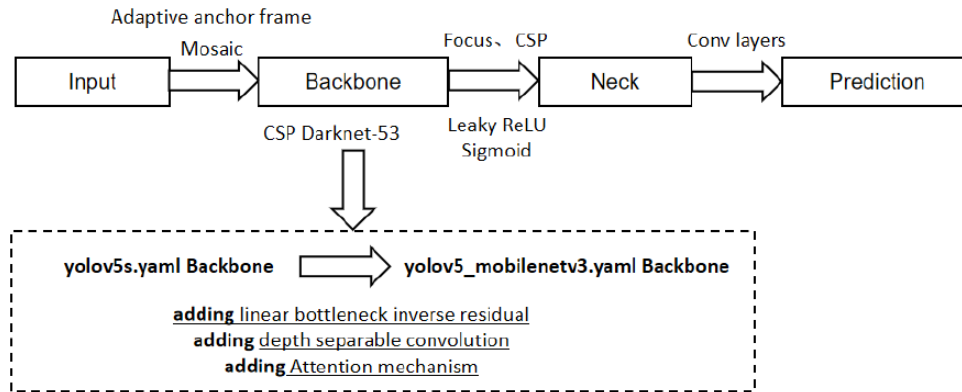 Adaptive anchor frame
Mosaic
Focus、CSP
Conv layers
Input
Backbone
Neck
Prediction
CSP Darknet-53
Leaky ReLU
Sigmoid
yolov5s.yaml Backbone
yolov5_mobilenetv3.yaml Backbone
adding linear bottleneck inverse residual
adding depth separable convolution
adding Attention mechanism